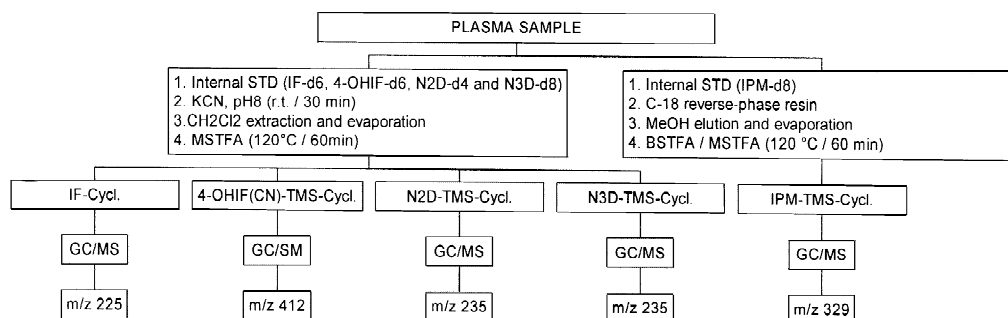 PLASMA SAMPLE
1. Internal STD (IF-d6, 4-OHIF-d6, N2D-d4 and N3D-d8)
2. KCN, pH8 (r.t. / 30 min)
3.CH2Cl2 extraction and evaporation
4. MSTFA (120°C / 60min)
1. Internal STD (IPM-d8)
2. C-18 reverse-phase resin
3. MeOH elution and evaporation
4. BSTFA / MSTFA (120 °C / 60 min)
IF-Cycl.
4-OHIF(CN)-TMS-Cycl.
N2D-TMS-Cycl.
N3D-TMS-Cycl.
IPM-TMS-Cycl.
GC/MS
GC/SM
GC/MS
GC/MS
GC/MS
m/z 225
m/z 412
m/z 235
m/z 235
m/z 329